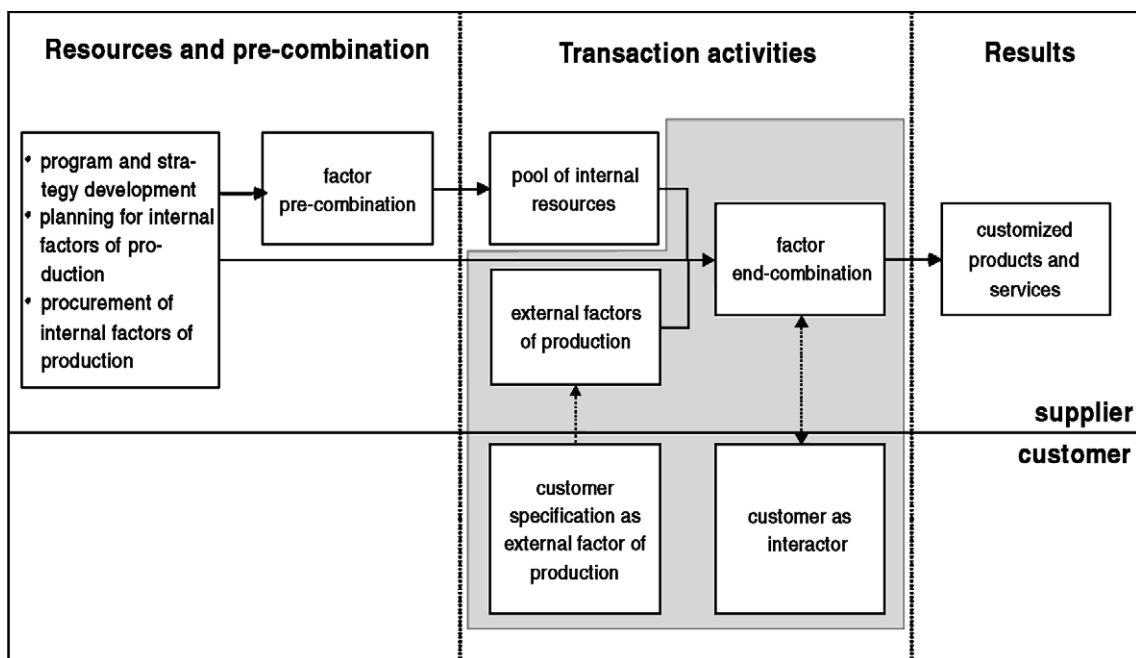 Resources and pre-combination
Transaction activities
Results
• program and stra-
tegy development
• planning for internal
factors of pro-
duction
• procurement of
internal factors of
production
factor
pre-combination
pool of internal
resources
external factors
of production
factor
end-combination
customized
products and
services
supplier
customer
customer
specification as
external factor of
production
customer as
interactor